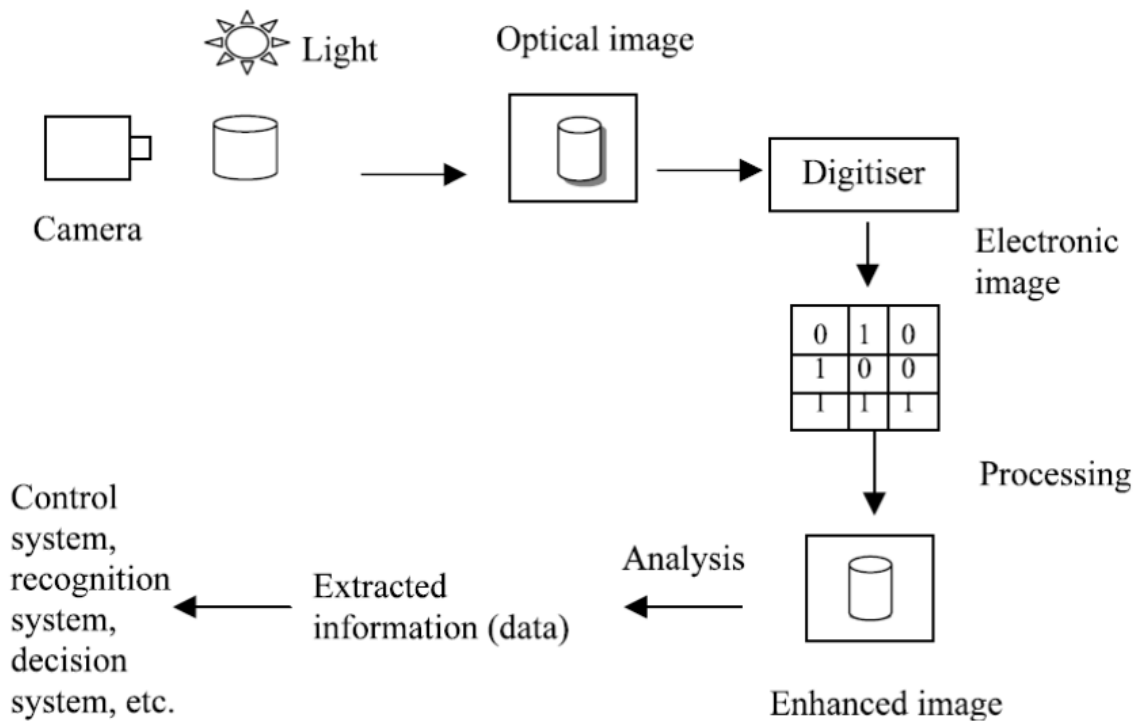 Light
Optical image
Camera
Digitiser
Electronic
image
0 1 0
1 0 0
1 1 1
Processing
Control
system,
recognition
system,
decision
system, etc.
Extracted
information (data)
Analysis
Enhanced image